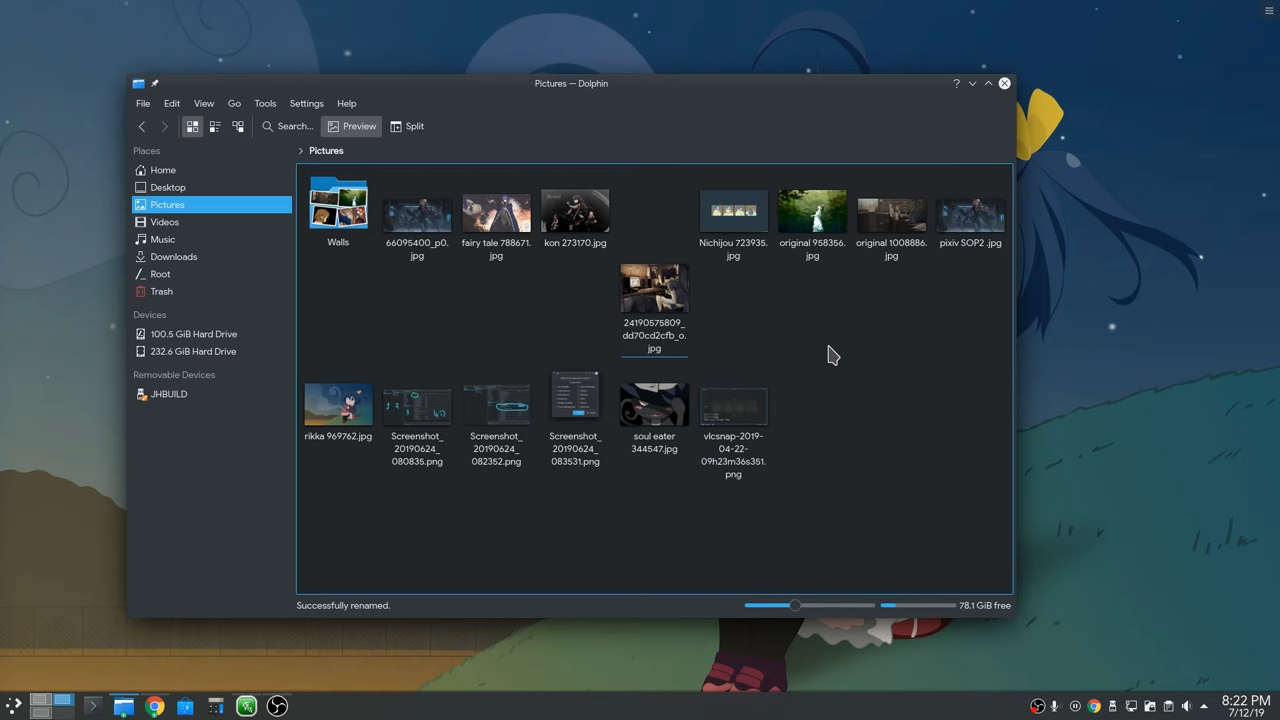 Pictures — Dolphin
File Edit View Go Tools Settings Help
Search... Preview Split
Places
Home
Desktop
Pictures
Videos
Music
Downloads
Root
Trash
Devices
100.5 GiB Hard Drive
232.6 GiB Hard Drive
Removable Devices
JHBUILD
Pictures
Walls
66095400_p0.
jpg
fairy tale 788671.
jpg
kon 273170.jpg
Nichijou 723935.
jpg
original 958356.
jpg
original 1008886.
jpg
pixiv SOP2 .jpg
24190575809_
dd70cd2cfb_o.
jpg
rikka 969762.jpg
Screenshot_
20190624_
080835.png
Screenshot_
20190624_
082352.png
Screenshot_
20190624_
083531.png
soul eater
344547.jpg
vlcsnap-2019-
04-22-
09h23m36s351.
png
Successfully renamed.
78.1 GiB free
8:22 PM
7/12/19